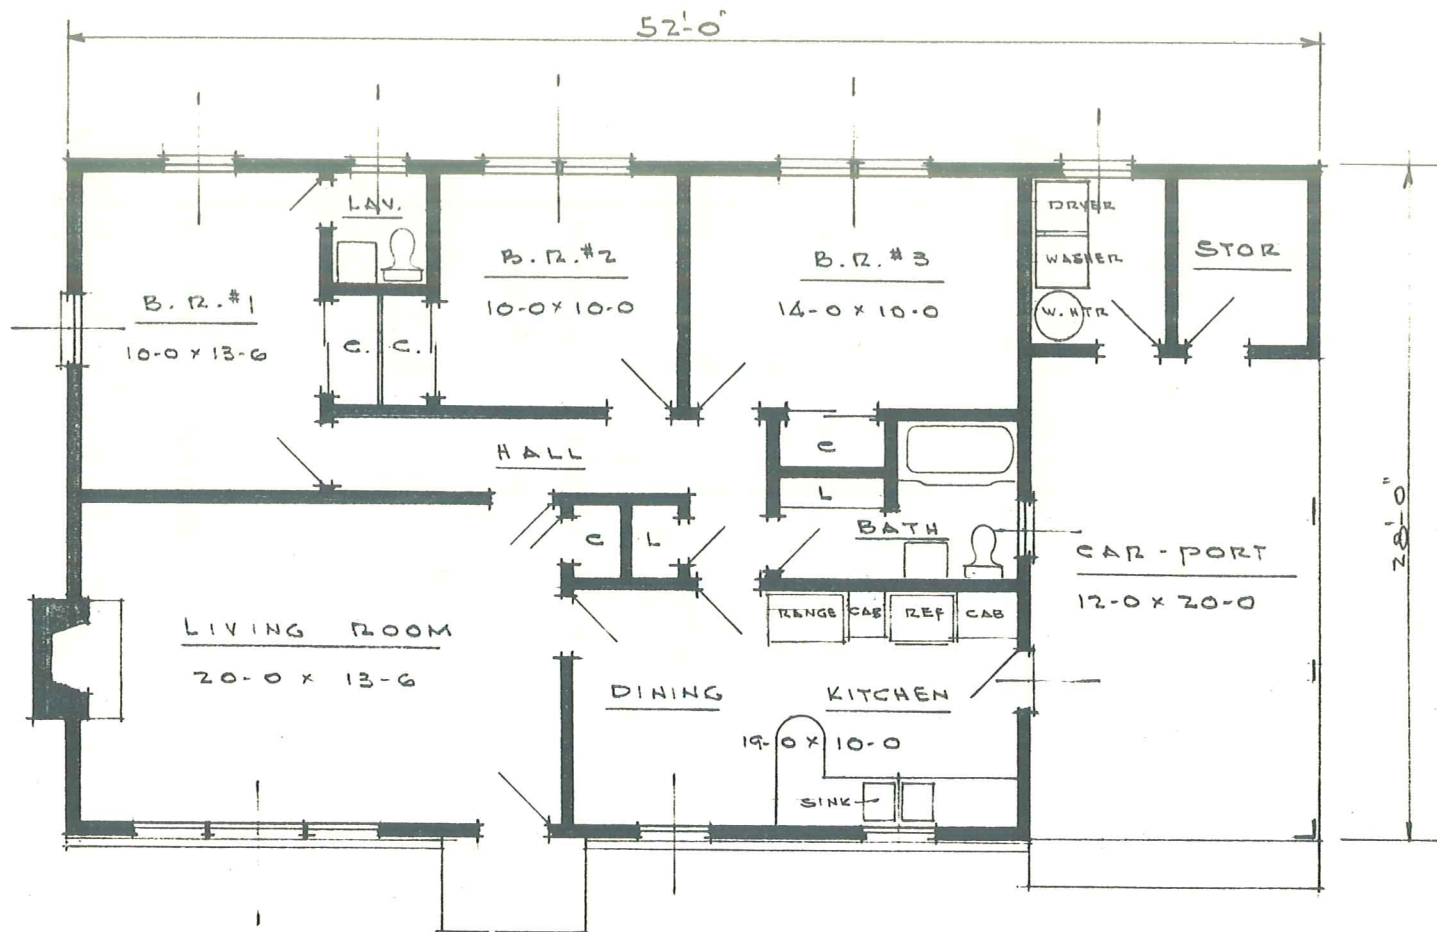 52'-0"
LAV.
B.R.#1
10-0 x 13-6
B.R.#2
10-0 x 10-0
B.R.#3
14-0 x 10-0
DRYER
WASHER
W.HTR
STOR
C.
C.
HALL
C
L
C
L
BATH
CAR-PORT
12-0 x 20-0
28'-0"
LIVING ROOM
20-0 x 13-6
RANGE
CAB
REF
CAB
DINING
KITCHEN
19-0 x 10-0
SINK